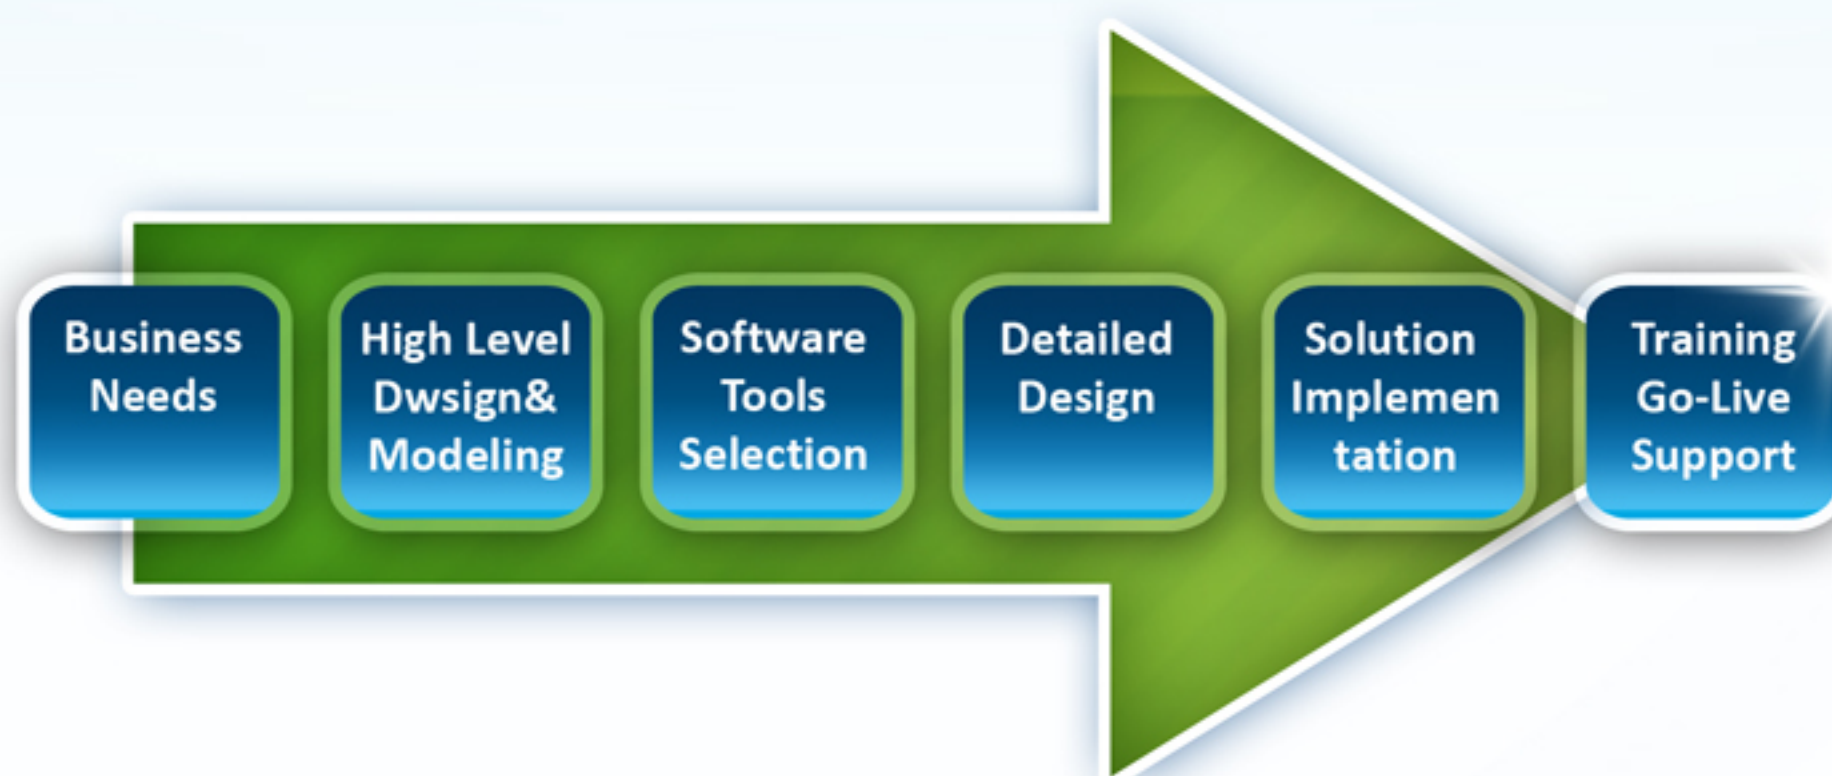 Business
Needs
High Level
Dwsign&
Modeling
Software
Tools
Selection
Detailed
Design
Solution
Implemen
tation
Training
Go-Live
Support